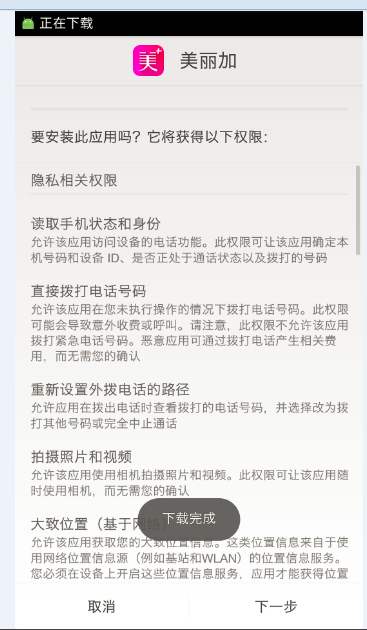 正在下载
美 美丽加
要安装此应用吗？它将获得以下权限：
隐私相关权限
读取手机状态和身份
允许该应用访问设备的电话功能。此权限可让该应用确定本
机号码和设备 ID、是否正处于通话状态以及拨打的号码
直接拨打电话号码
允许该应用在您未执行操作的情况下拨打电话号码。此权限
可能会导致意外收费或呼叫。请注意，此权限不允许该应用
拨打紧急电话号码。恶意应用可通过拨打电话产生相关费
用，而无需您的确认
重新设置外拨电话的路径
允许应用在拨出电话时查看拨打的电话号码，并选择改为拨
打其他号码或完全中止通话
拍摄照片和视频
允许该应用使用相机拍摄照片和视频。此权限可让该应用随
时使用相机，而无需您的确认
下载完成
大致位置（基于网络）
允许该应用获取您的大致位置信息。这类位置信息来自于使
用网络位置信息源（例如基站和WLAN）的位置信息服务。
您必须在设备上开启这些位置信息服务，应用才能获得位置
取消 下一步